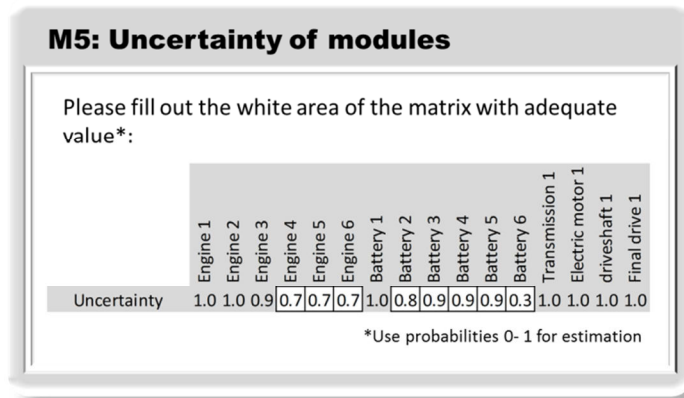 M5: Uncertainty of modules
Please fill out the white area of the matrix with adequate
value*:
Engine 1
Engine 2
Engine 3
Engine 4
Engine 5
Engine 6
Battery 1
Battery 2
Battery 3
Battery 4
Battery 5
Battery 6
Transmission 1
Electric motor 1
driveshaft 1
Final drive 1
Uncertainty 1.0 1.0 0.9 0.7 0.7 0.7 1.0 0.8 0.9 0.9 0.9 0.3 1.0 1.0 1.0 1.0
*Use probabilities 0- 1 for estimation